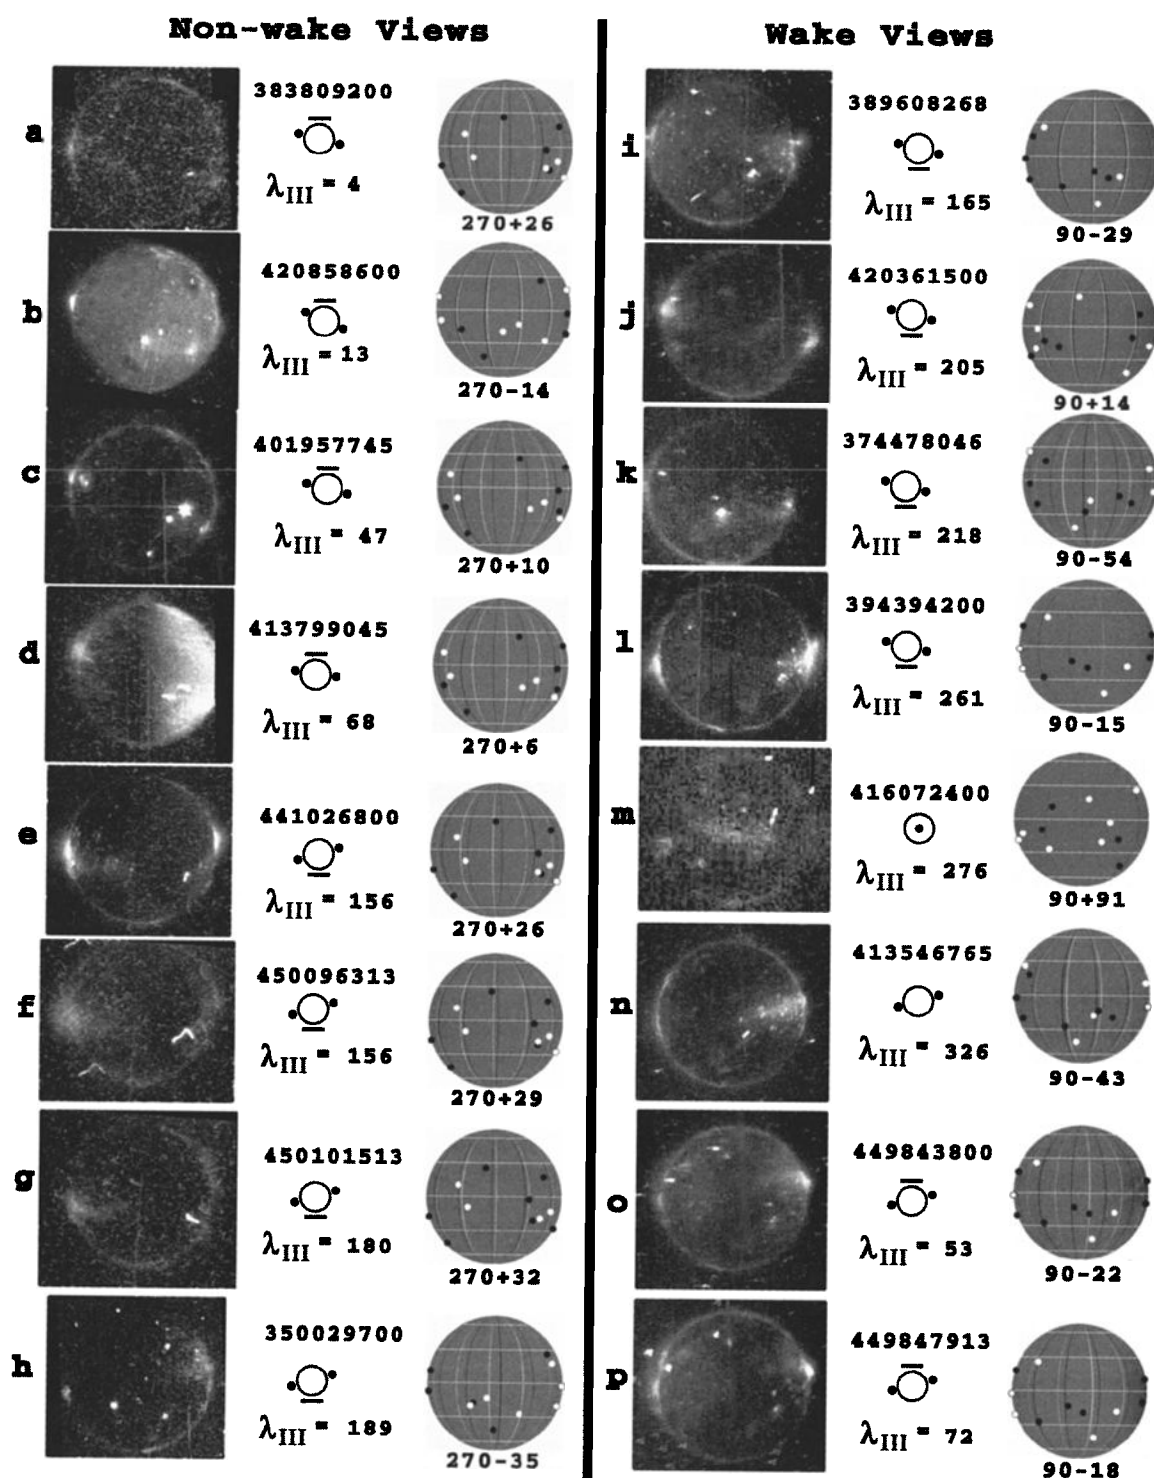 Non-wake Views
a
383809200
λIII = 4
270+26
b
420858600
λIII = 13
270-14
c
401957745
λIII = 47
270+10
d
413799045
λIII = 68
270+6
e
441026800
λIII = 156
270+26
f
450096313
λIII = 156
270+29
g
450101513
λIII = 180
270+32
h
350029700
λIII = 189
270-35
Wake Views
i
389608268
λIII = 165
90-29
j
420361500
λIII = 205
90+14
k
374478046
λIII = 218
90-54
l
394394200
λIII = 261
90-15
m
416072400
λIII = 276
90+91
n
413546765
λIII = 326
90-43
o
449843800
λIII = 53
90-22
p
449847913
λIII = 72
90-18